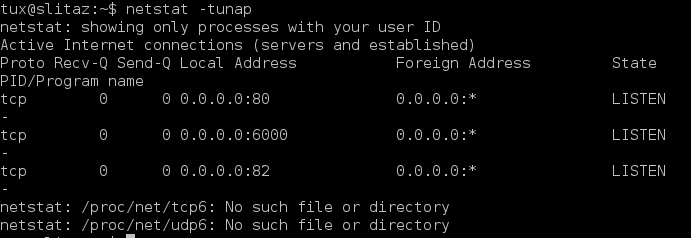 tux@slitaz:~$ netstat -tunap
netstat: showing only processes with your user ID
Active Internet connections (servers and established)
Proto Recv-Q Send-Q Local Address           Foreign Address         State
PID/Program name
tcp        0      0 0.0.0.0:80              0.0.0.0:*               LISTEN
-
tcp        0      0 0.0.0.0:6000            0.0.0.0:*               LISTEN
-
tcp        0      0 0.0.0.0:82              0.0.0.0:*               LISTEN
-
netstat: /proc/net/tcp6: No such file or directory
netstat: /proc/net/udp6: No such file or directory